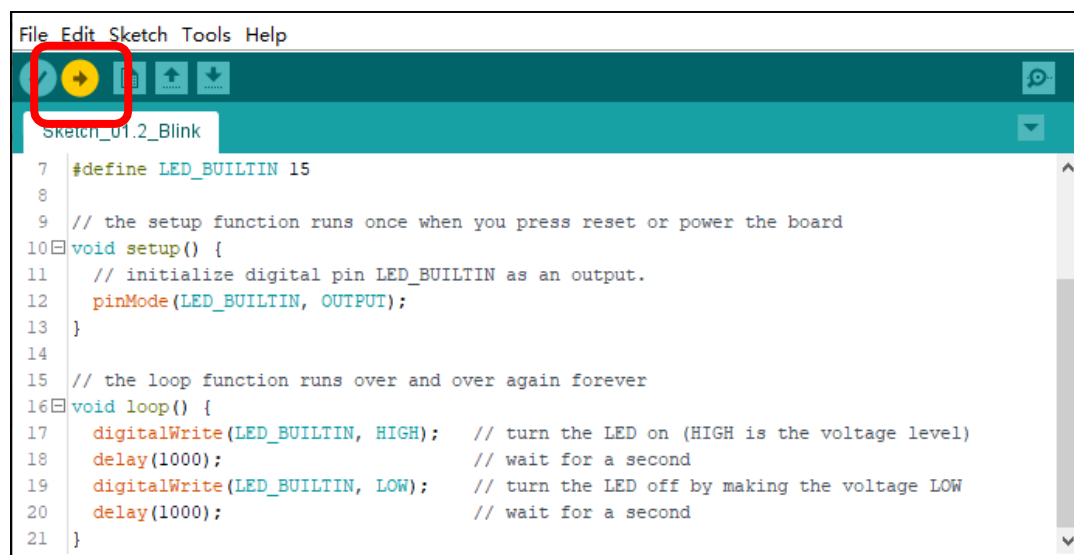 File Edit Sketch Tools Help
Sketch_01.2_Blink
7 #define LED_BUILTIN 15
8
9 // the setup function runs once when you press reset or power the board
10 void setup() {
11   // initialize digital pin LED_BUILTIN as an output.
12   pinMode(LED_BUILTIN, OUTPUT);
13 }
14
15 // the loop function runs over and over again forever
16 void loop() {
17   digitalWrite(LED_BUILTIN, HIGH);   // turn the LED on (HIGH is the voltage level)
18   delay(1000);                       // wait for a second
19   digitalWrite(LED_BUILTIN, LOW);    // turn the LED off by making the voltage LOW
20   delay(1000);                       // wait for a second
21 }